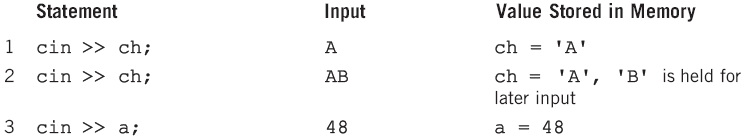 Statement Input Value Stored in Memory
1 cin >> ch; A ch = 'A'
2 cin >> ch; AB ch = 'A', 'B' is held for
later input
3 cin >> a; 48 a = 48